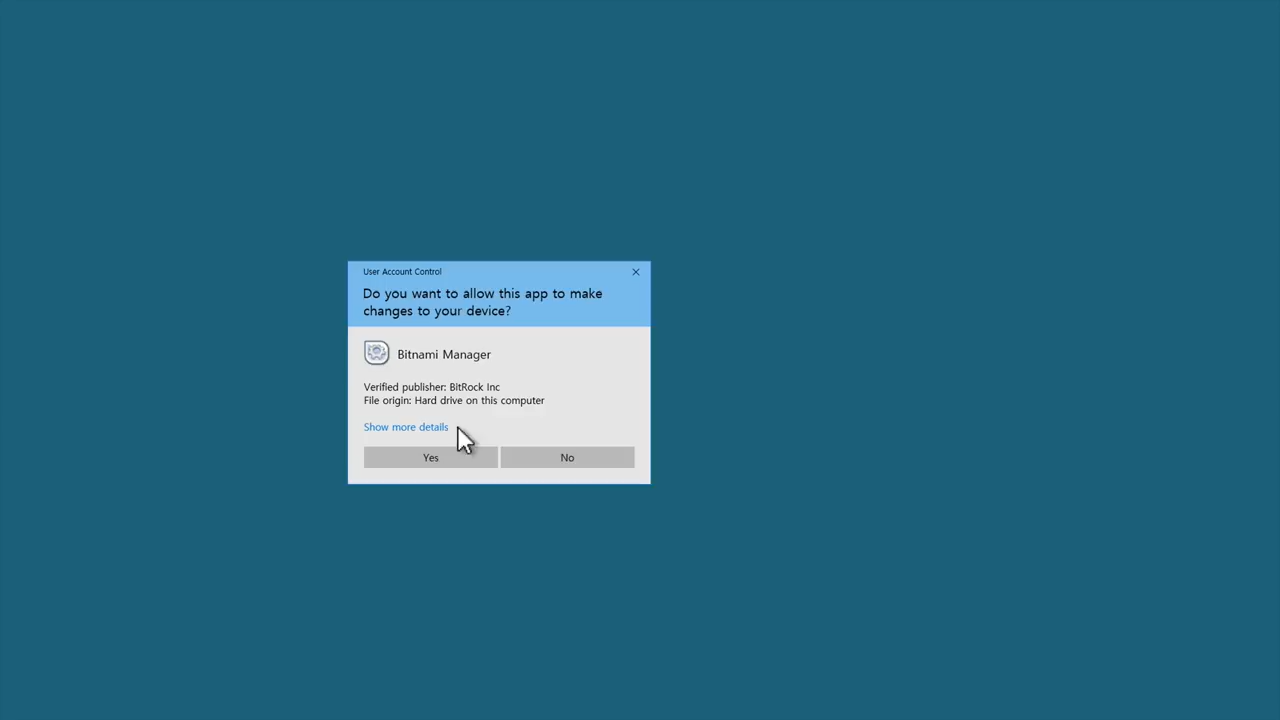 User Account Control
Do you want to allow this app to make
changes to your device?
Bitnami Manager
Verified publisher: BitRock Inc
File origin: Hard drive on this computer
Show more details
Yes
No